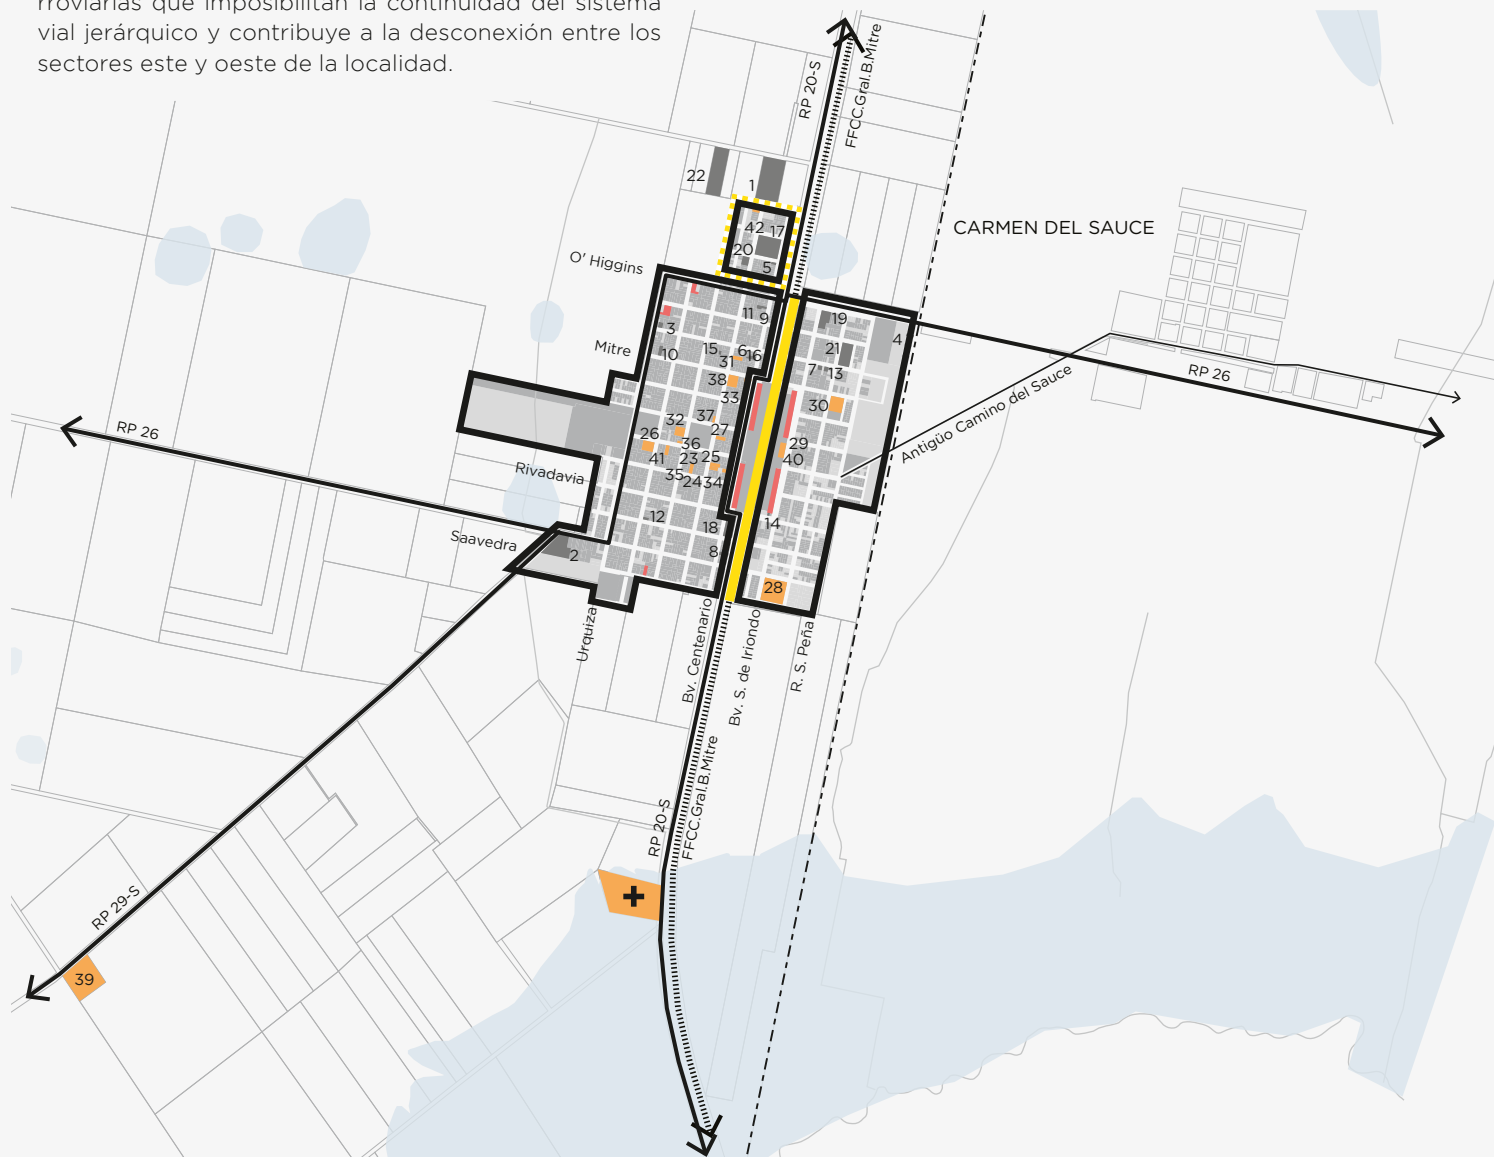 rroviarias que imposibilitan la continuidad del sistema
vial jerárquico y contribuye a la desconexión entre los
sectores este y oeste de la localidad.
RP 20-S
FFCC.Gral.B.Mitre
22
1
CARMEN DEL SAUCE
42
17
20
5
O' Higgins
11
9
19
3
4
Mitre
15
6
16
21
10
31
7
13
38
33
30
RP 26
Antigüo Camino del Sauce
37
32
27
26
36
29
RP 26
41
23
25
40
Rivadavia
35
24
34
12
18
14
Saavedra
2
8
28
Urquiza
Bv. Centenario
Bv. S. de Iriondo
R. S. Peña
RP 20-S
FFCC.Gral.B.Mitre
RP 29-S
39